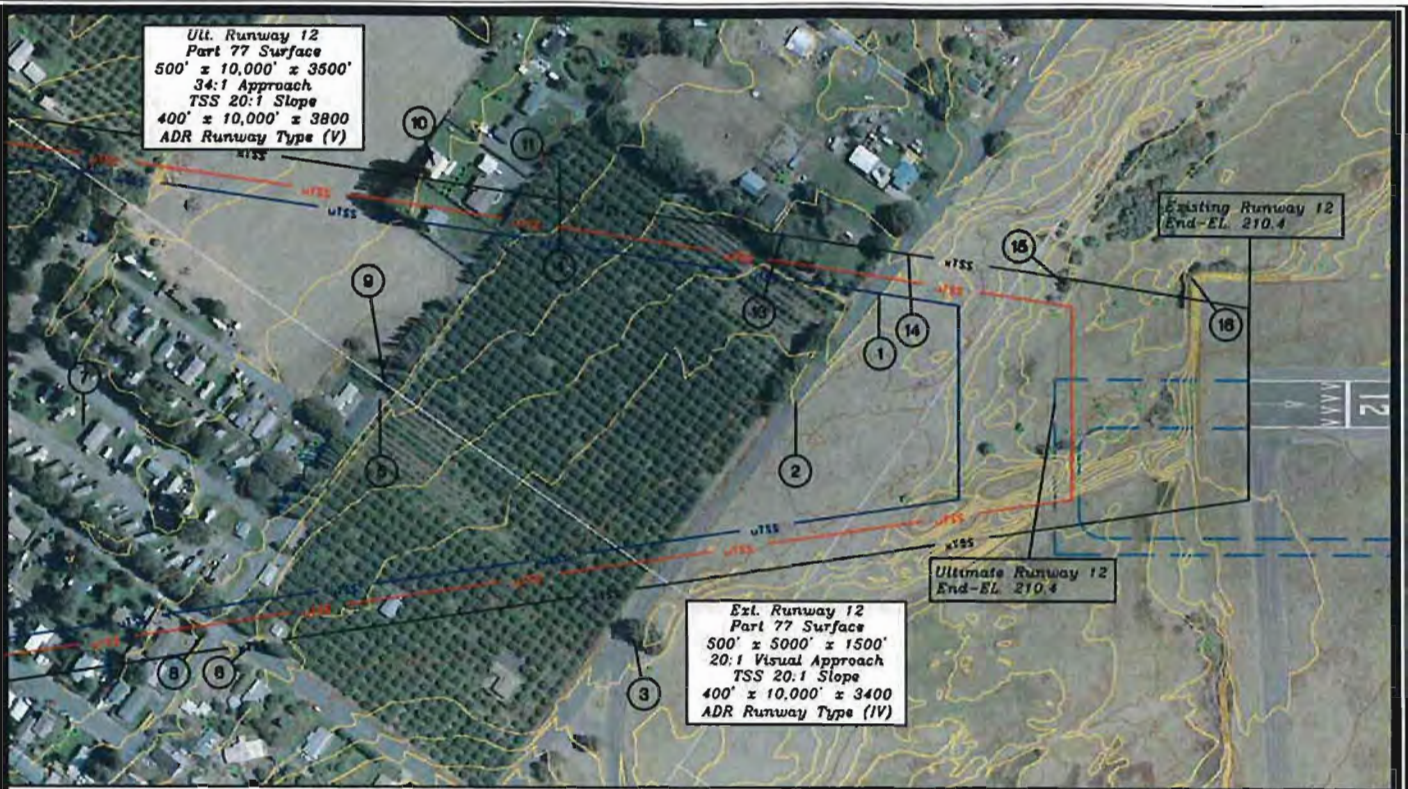 Ult. Runway 12
Part 77 Surface
500' x 10,000' x 3500'
34:1 Approach
TSS 20:1 Slope
400' x 10,000' x 3800
ADR Runway Type (V)
10
11
xTSS
uTSS
uTSS
uTSS
Existing Runway 12
End-EL. 210.4
15
xTSS
uTSS
9
13
1
14
16
7
12
5
2
uTSS
uTSS
uTSS
xTSS
Ultimate Runway 12
End-EL 210.4
Ext. Runway 12
Part 77 Surface
500' x 5000' x 1500'
20:1 Visual Approach
TSS 20:1 Slope
400' x 10,000' x 3400
ADR Runway Type (IV)
8
6
3